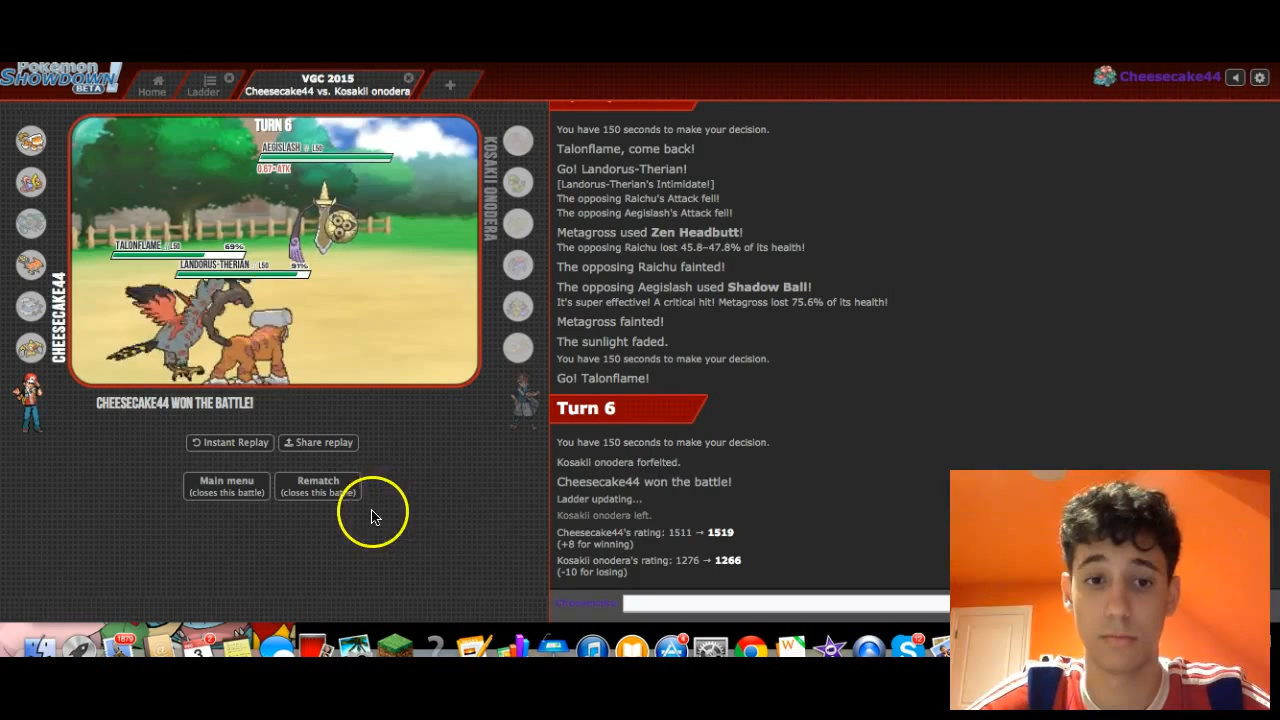 Pokémon
SHOWDOWN!
BETA
Home
Ladder
VGC 2015
Cheesecake44 vs. Kosakii onodera
Cheesecake44
TURN 6
AEGISLASH L50
0.67× ATK
TALONFLAME L50
69%
LANDORUS-THERIAN L50
91%
CHEESECAKE44
KOSAKII ONODERA
CHEESECAKE44 WON THE BATTLE!
Instant Replay
Share replay
Main menu
(closes this battle)
Rematch
(closes this battle)
You have 150 seconds to make your decision.
Talonflame, come back!
Go! Landorus-Therian!
[Landorus-Therian's Intimidate!]
The opposing Raichu's Attack fell!
The opposing Aegislash's Attack fell!
Metagross used Zen Headbutt!
The opposing Raichu lost 45.8–47.8% of its health!
The opposing Raichu fainted!
The opposing Aegislash used Shadow Ball!
It's super effective! A critical hit! Metagross lost 75.6% of its health!
Metagross fainted!
The sunlight faded.
You have 150 seconds to make your decision.
Go! Talonflame!
Turn 6
You have 150 seconds to make your decision.
Kosakii onodera forfeited.
Cheesecake44 won the battle!
Ladder updating...
Kosakii onodera left.
Cheesecake44's rating: 1511 → 1519
(+8 for winning)
Kosakii onodera's rating: 1276 → 1266
(-10 for losing)
1879
7
3
4
12